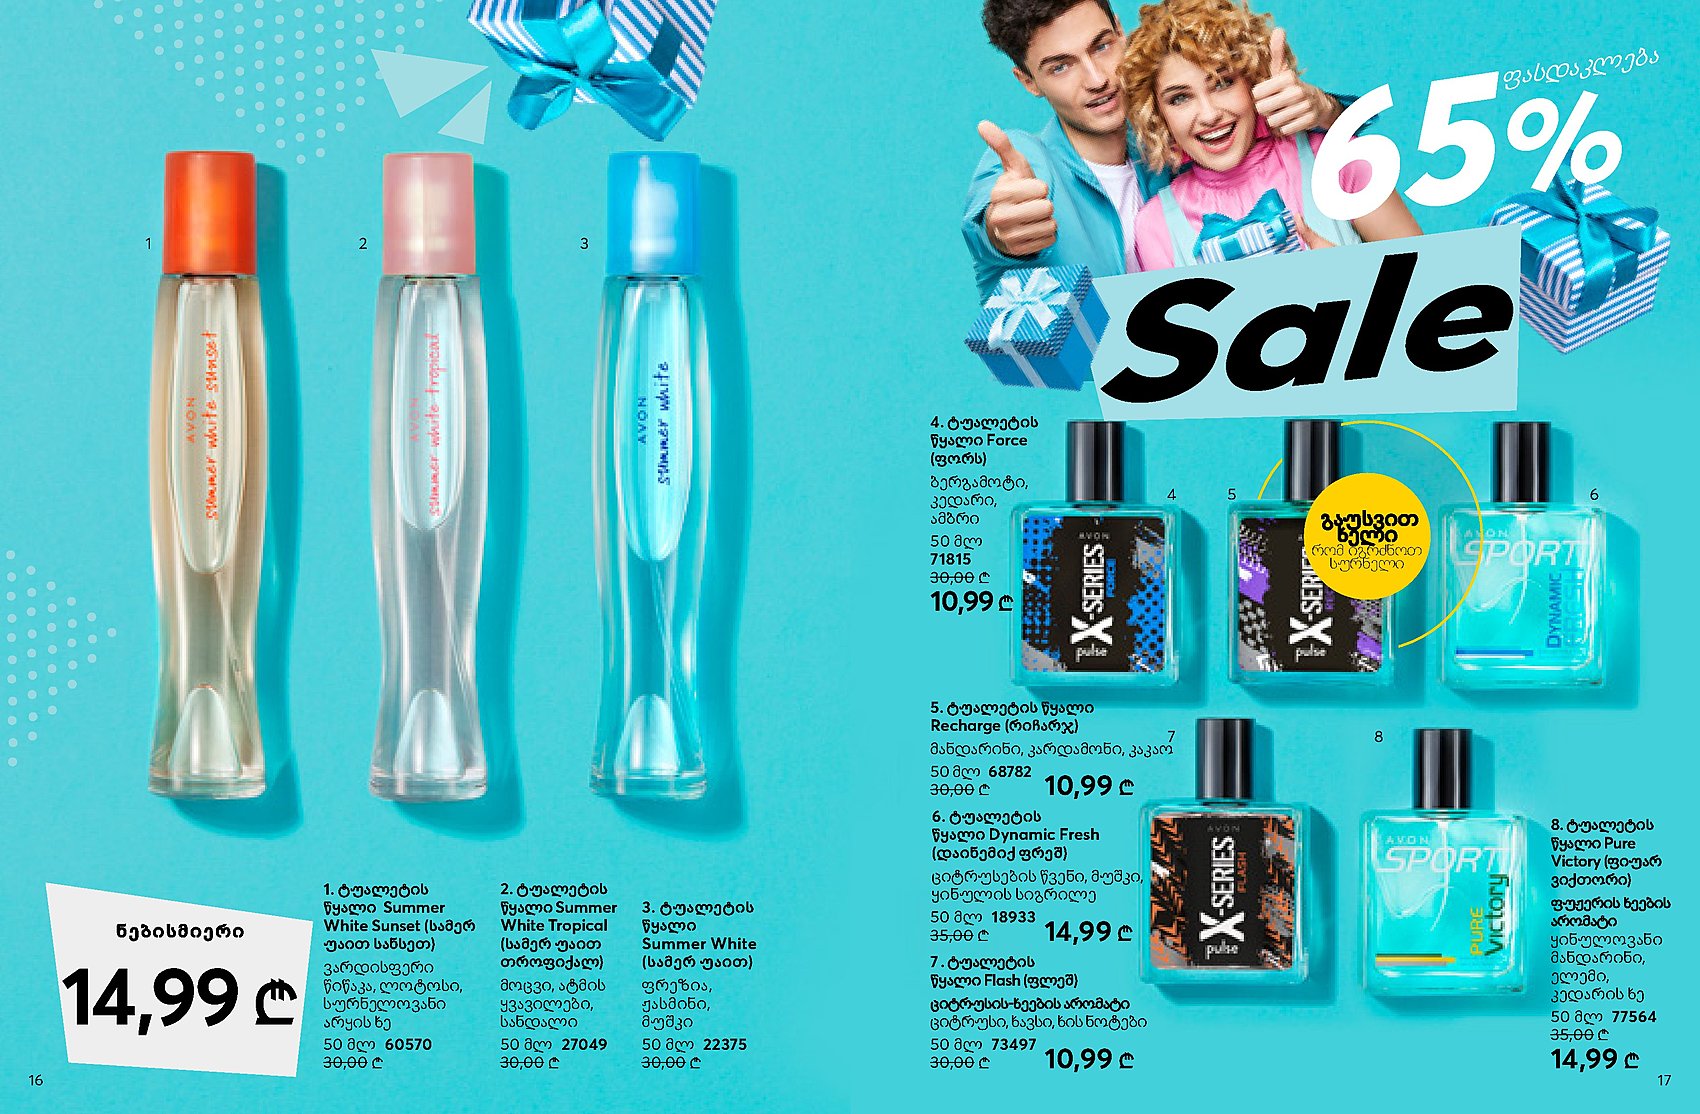 1
2
3
AVON
summer white sunset
AVON
summer white tropical
AVON
summer white
ნებისმიერი
14,99 ₾
1. ტუალეტის
წყალი Summer
White Sunset (სამერ
უაით სანსეთ)
ვარდისფერი
წიწაკა, ლოტოსი,
სურნელოვანი
არყის ხე
50 მლ 60570
30,00 ₾
2. ტუალეტის
წყალი Summer
White Tropical
(სამერ უაით
თროფიქალ)
მოცვი, ატმის
ყვავილები,
სანდალი
50 მლ 27049
30,00 ₾
3. ტუალეტის
წყალი
Summer White
(სამერ უაით)
ფრეზია,
ჟასმინი,
მუშკი
50 მლ 22375
30,00 ₾
16
ფასდაკლება
65%
Sale
4. ტუალეტის
წყალი Force
(ფორს)
ბერგამოტი,
კედარი,
ამბრი
50 მლ
71815
30,00 ₾
10,99 ₾
4
5
6
AVON
X-SERIES
FORCE
pulse
X-SERIES
pulse
გაუსვით
ხელი
რომ იგრძნოთ
სურნელი
AVON
SPORT
DYNAMIC
FRESH
5. ტუალეტის წყალი
Recharge (რიჩარჯ)
მანდარინი, კარდამონი, კაკაო
50 მლ 68782
30,00 ₾
10,99 ₾
6. ტუალეტის
წყალი Dynamic Fresh
(დაინემიქ ფრეშ)
ციტრუსების წვენი, მუშკი,
ყინულის სიგრილე
50 მლ 18933
35,00 ₾
14,99 ₾
7. ტუალეტის
წყალი Flash (ფლეშ)
ციტრუსის-ხეების არომატი
ციტრუსი, ხავსი, ხის ნოტები
50 მლ 73497
30,00 ₾
10,99 ₾
7
8
AVON
X-SERIES
FLASH
pulse
AVON
SPORT
PURE
Victory
8. ტუალეტის
წყალი Pure
Victory (ფიუარ
ვიქთორი)
ფუჟერის ხეების
არომატი
ყინულოვანი
მანდარინი,
ელემი,
კედარის ხე
50 მლ 77564
35,00 ₾
14,99 ₾
17